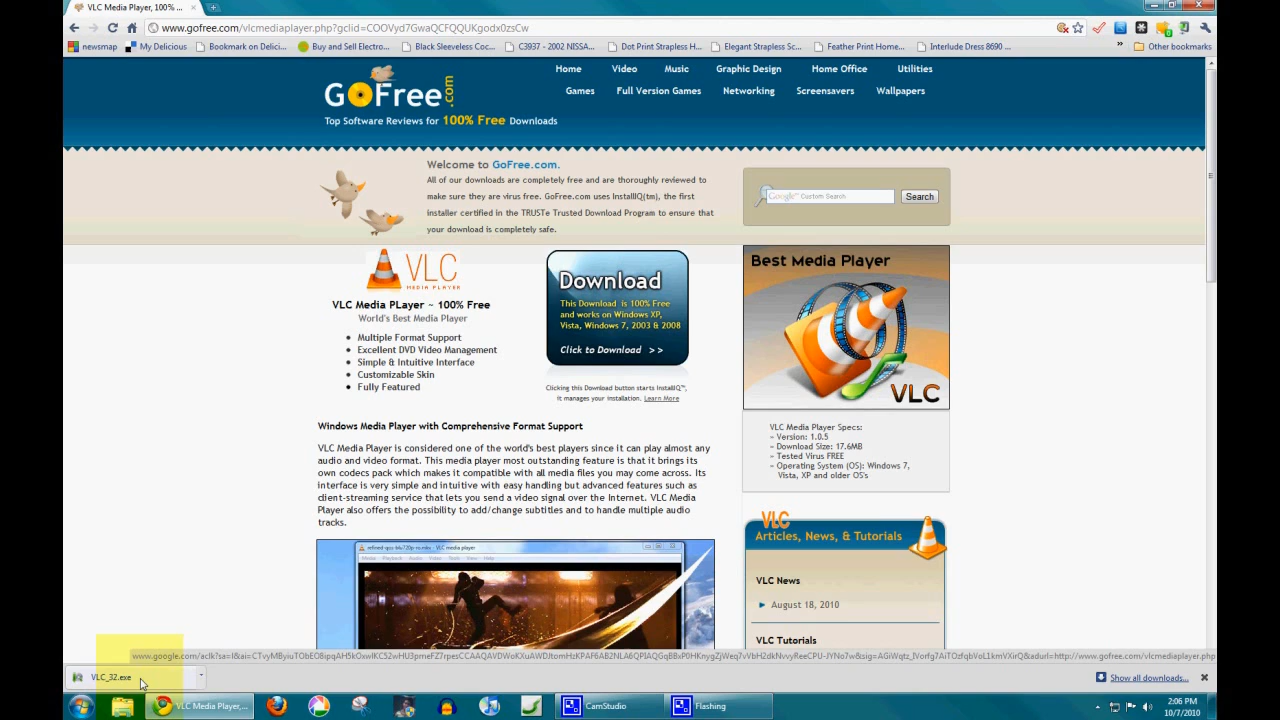 VLC Media Player, 100% ...
www.gofree.com/vlcmediaplayer.php?gclid=COOVyd7GwaQCFQQUKgodx0zsCw
newsmap
My Delicious
Bookmark on Delici...
Buy and Sell Electro...
Black Sleeveless Coc...
C3937 - 2002 NISSA...
Dot Print Strapless H...
Elegant Strapless Sc...
Feather Print Home...
Interlude Dress 8690 ...
Other bookmarks
Home Video Music Graphic Design Home Office Utilities
Games Full Version Games Networking Screensavers Wallpapers
GoFree.com
Top Software Reviews for 100% Free Downloads
Welcome to GoFree.com.
All of our downloads are completely free and are thoroughly reviewed to
make sure they are virus free. GoFree.com uses InstallIQ(tm), the first
installer certified in the TRUSTe Trusted Download Program to ensure that
your download is completely safe.
Google™ Custom Search
Search
VLC
MEDIA PLAYER
VLC Media PLayer ~ 100% Free
World's Best Media Player
• Multiple Format Support
• Excellent DVD Video Management
• Simple & Intuitive Interface
• Customizable Skin
• Fully Featured
Download
This Download is 100% Free
and works on Windows XP,
Vista, Windows 7, 2003 & 2008
Click to Download > >
Clicking this Download button starts InstallIQ™,
it manages your installation. Learn More
Best Media Player
VLC
VLC Media Player Specs:
- Version: 1.0.5
- Download Size: 17.6MB
- Tested Virus FREE
- Operating System (OS): Windows 7,
Vista, XP and older OS's
Windows Media Player with Comprehensive Format Support
VLC Media Player is considered one of the world's best players since it can play almost any
audio and video format. This media player most outstanding feature is that it brings its
own codecs pack which makes it compatible with all media files you may come across. Its
interface is very simple and intuitive with easy handling but advanced features such as
client-streaming service that lets you send a video signal over the Internet. VLC Media
Player also offers the possibility to add/change subtitles and to handle multiple audio
tracks.
VLC media player
Media Playback Audio Video Tools View Help
VLC
Articles, News, & Tutorials
VLC News
August 18, 2010
VLC Tutorials
VLC_32.exe
Show all downloads...
VLC Media Player,...
CamStudio
Flashing
2:06 PM
10/7/2010